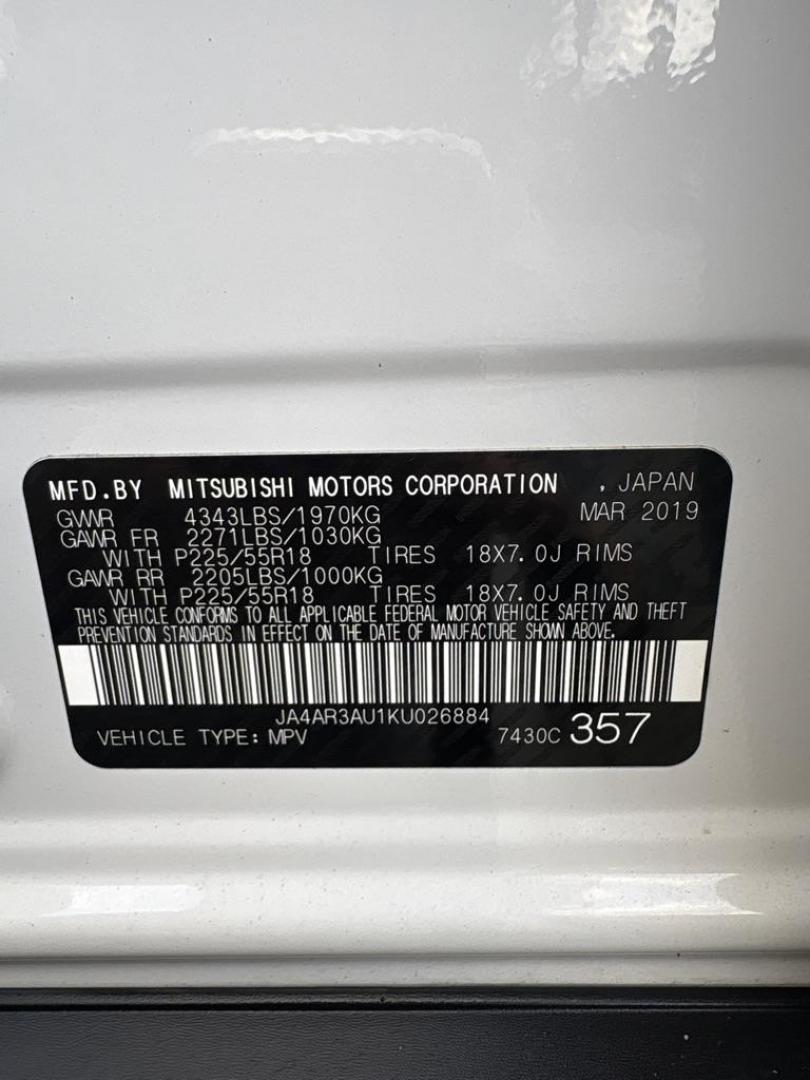 MFD.BY MITSUBISHI MOTORS CORPORATION , JAPAN
GVWR 4343LBS/1970KG MAR 2019
GAWR FR 2271LBS/1030KG
WITH P225/55R18 TIRES 18X7.0J RIMS
GAWR RR 2205LBS/1000KG
WITH P225/55R18 TIRES 18X7.0J RIMS
THIS VEHICLE CONFORMS TO ALL APPLICABLE FEDERAL MOTOR VEHICLE SAFETY AND THEFT
PREVENTION STANDARDS IN EFFECT ON THE DATE OF MANUFACTURE SHOWN ABOVE.
JA4AR3AU1KU026884
VEHICLE TYPE: MPV 7430C 357